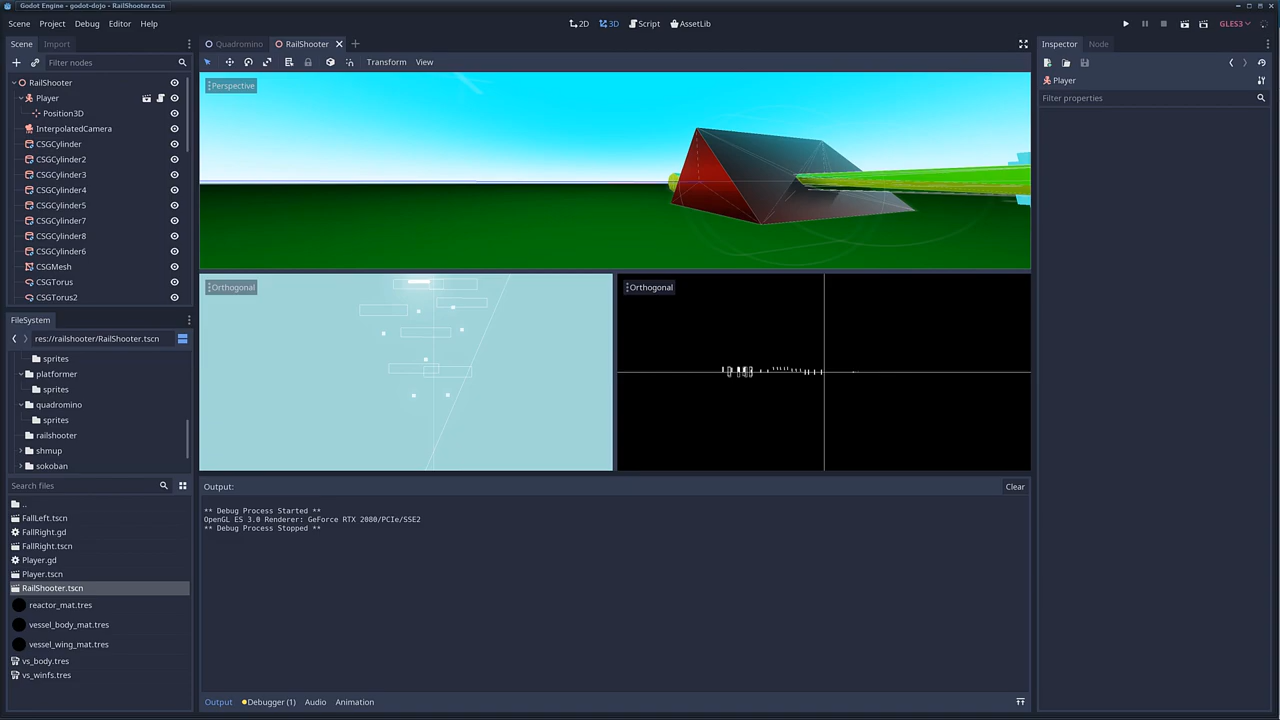 Godot Engine - godot-dojo - RailShooter.tscn
Scene Project Debug Editor Help
2D 3D Script AssetLib
GLES3
Scene Import
Filter nodes
RailShooter
Player
Position3D
InterpolatedCamera
CSGCylinder
CSGCylinder2
CSGCylinder3
CSGCylinder4
CSGCylinder5
CSGCylinder7
CSGCylinder8
CSGCylinder6
CSGMesh
CSGTorus
CSGTorus2
FileSystem
res://railshooter/RailShooter.tscn
sprites
platformer
sprites
quadromino
sprites
railshooter
shmup
sokoban
Search files
..
FallLeft.tscn
FallRight.gd
FallRight.tscn
Player.gd
Player.tscn
RailShooter.tscn
reactor_mat.tres
vessel_body_mat.tres
vessel_wing_mat.tres
vs_body.tres
vs_winfs.tres
Quadromino RailShooter
Transform View
Perspective
Orthogonal
Orthogonal
Output:
Clear
** Debug Process Started **
OpenGL ES 3.0 Renderer: GeForce RTX 2080/PCIe/SSE2
** Debug Process Stopped **
Output Debugger (1) Audio Animation
Inspector Node
Player
Filter properties